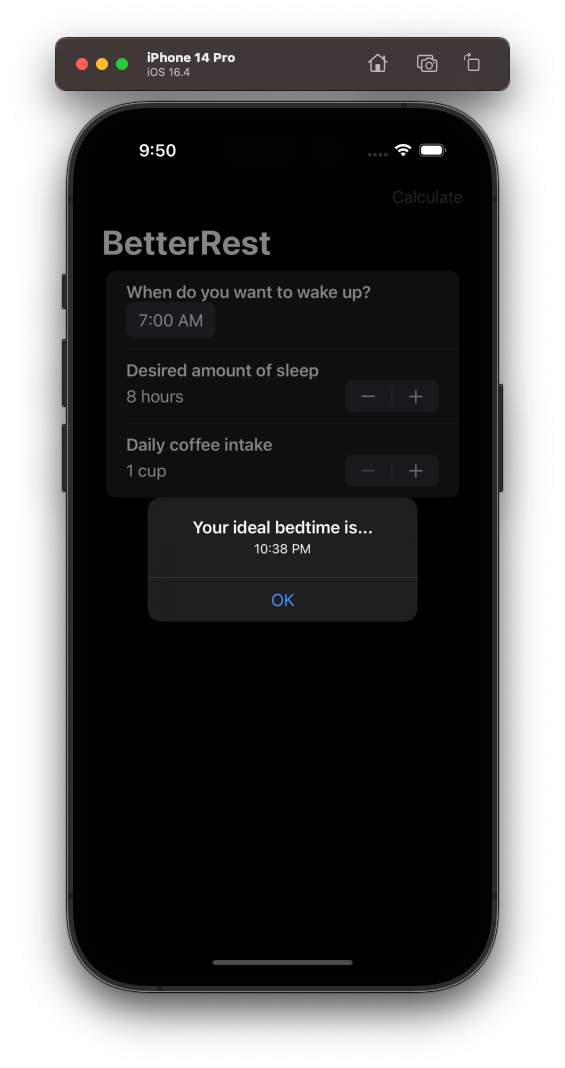 iPhone 14 Pro
iOS 16.4
9:50
Calculate
BetterRest
When do you want to wake up?
7:00 AM
Desired amount of sleep
8 hours
Daily coffee intake
1 cup
Your ideal bedtime is...
10:38 PM
OK